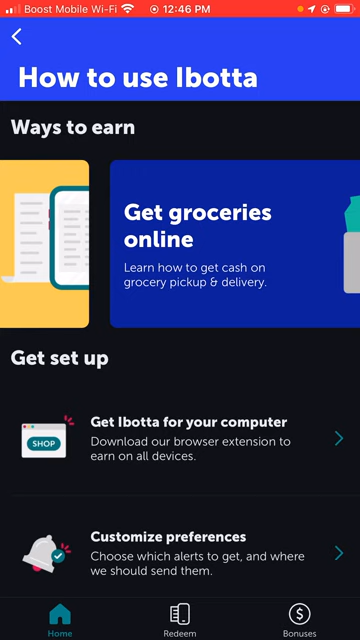 Boost Mobile Wi-Fi 12:46 PM
How to use Ibotta
Ways to earn
Get groceries
online
Learn how to get cash on
grocery pickup & delivery.
Get set up
SHOP
Get Ibotta for your computer
Download our browser extension to
earn on all devices.
Customize preferences
Choose which alerts to get, and where
we should send them.
Home
Redeem
Bonuses